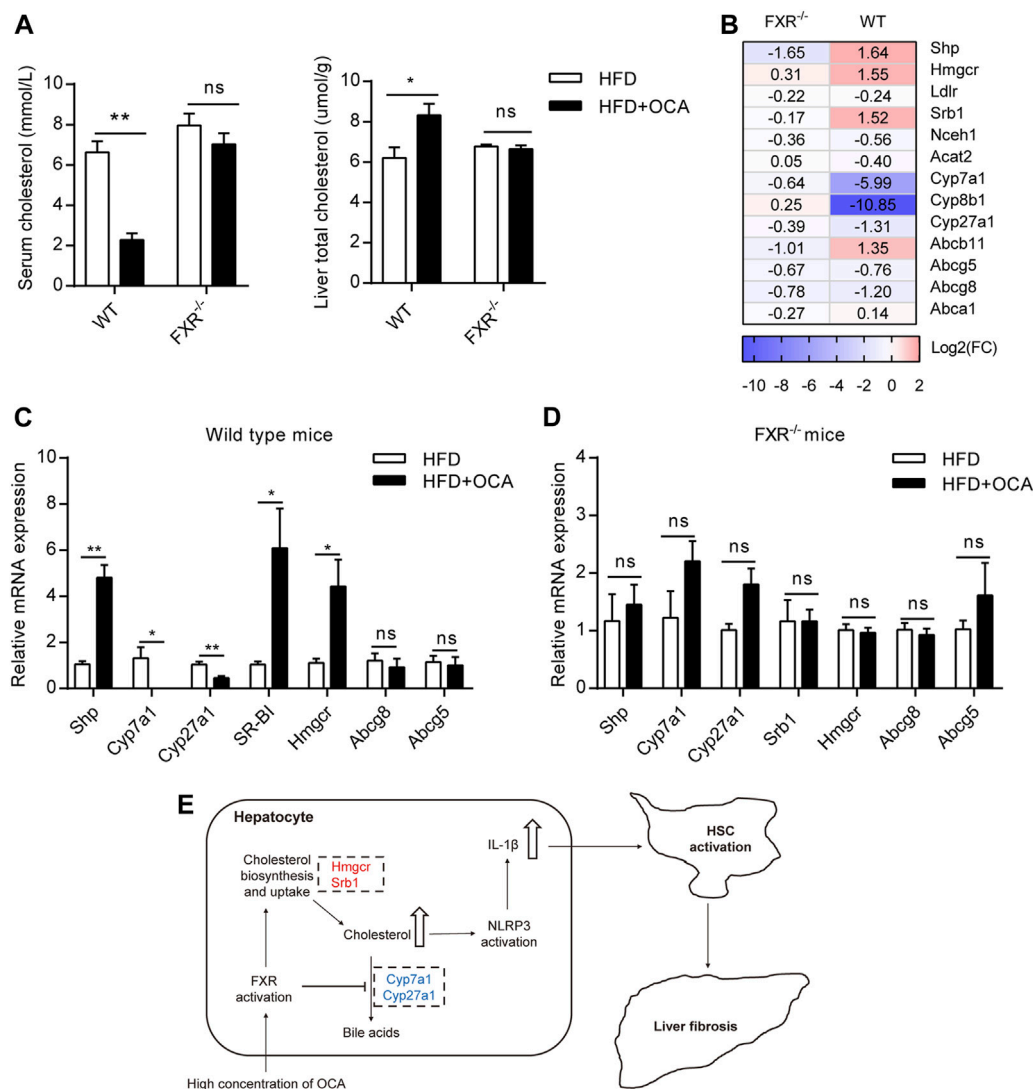 A
Serum cholesterol (mmol/L)
10
8
6
4
2
0
**
ns
WT
FXR-/-
Liver total cholesterol (umol/g)
10
8
6
4
2
0
*
ns
WT
FXR-/-
HFD
HFD+OCA
B
FXR-/- WT
-1.65 1.64 Shp
0.31 1.55 Hmgcr
-0.22 -0.24 Ldlr
-0.17 1.52 Srb1
-0.36 -0.56 Nceh1
0.05 -0.40 Acat2
-0.64 -5.99 Cyp7a1
0.25 -10.85 Cyp8b1
-0.39 -1.31 Cyp27a1
-1.01 1.35 Abcb11
-0.67 -0.76 Abcg5
-0.78 -1.20 Abcg8
-0.27 0.14 Abca1
Log2(FC)
-10 -8 -6 -4 -2 0 2
C
Wild type mice
Relative mRNA expression
10
8
6
4
2
0
HFD
HFD+OCA
**
*
**
*
*
ns
ns
Shp
Cyp7a1
Cyp27a1
SR-BI
Hmgcr
Abcg8
Abcg5
D
FXR-/- mice
Relative mRNA expression
4
3
2
1
0
HFD
HFD+OCA
ns
ns
ns
ns
ns
ns
ns
Shp
Cyp7a1
Cyp27a1
Srb1
Hmgcr
Abcg8
Abcg5
E
Hepatocyte
Cholesterol
biosynthesis
and uptake
Hmgcr
Srb1
Cholesterol
FXR
activation
Cyp7a1
Cyp27a1
Bile acids
High concentration of OCA
NLRP3
activation
IL-1β
HSC
activation
Liver fibrosis